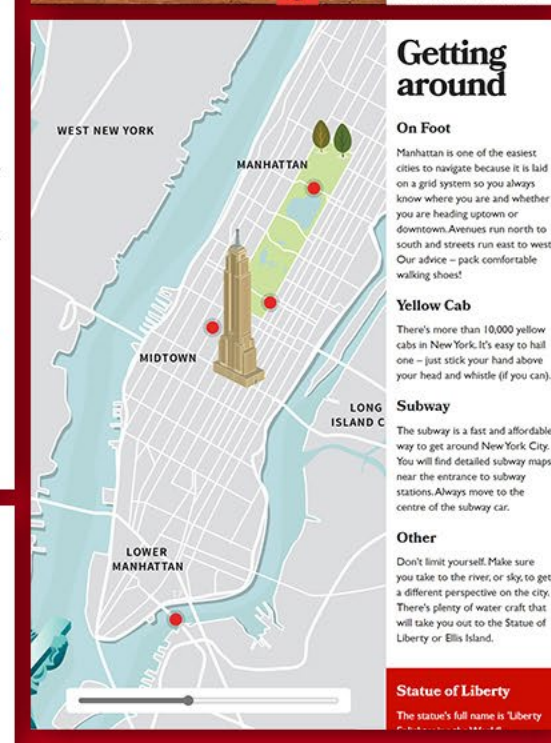 WEST NEW YORK
MANHATTAN
MIDTOWN
LONG
ISLAND C
LOWER
MANHATTAN
Getting
around
On Foot
Manhattan is one of the easiest
cities to navigate because it is laid
on a grid system so you always
know where you are and whether
you are heading uptown or
downtown. Avenues run north to
south and streets run east to west
Our advice – pack comfortable
walking shoes!
Yellow Cab
There's more than 10,000 yellow
cabs in New York. It's easy to hail
one – just stick your hand above
your head and whistle (if you can).
Subway
The subway is a fast and affordable
way to get around New York City.
You will find detailed subway maps
near the entrance to subway
stations. Always move to the
centre of the subway car.
Other
Don't limit yourself. Make sure
you take to the river, or sky, to get
a different perspective on the city.
There's plenty of water craft that
will take you out to the Statue of
Liberty or Ellis Island.
Statue of Liberty
The statue's full name is 'Liberty